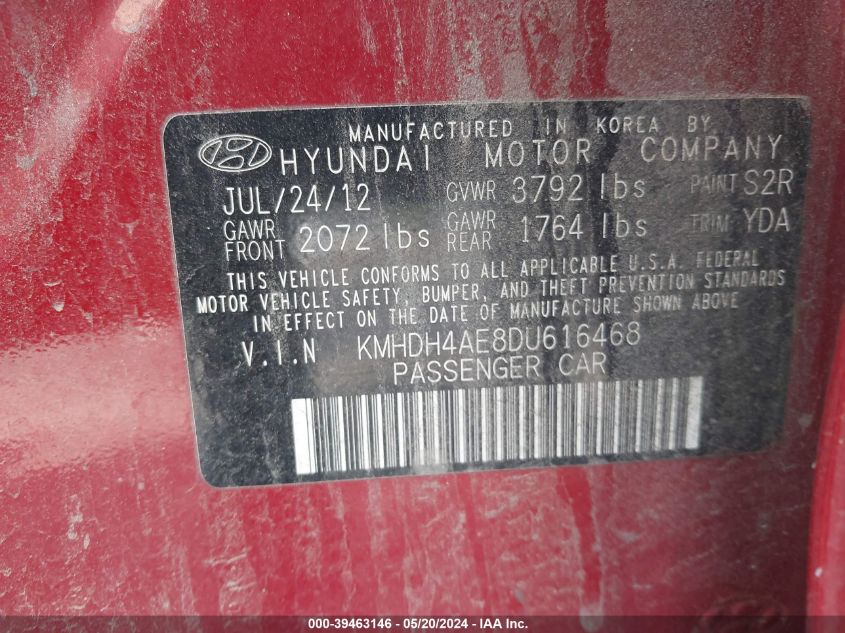 MANUFACTURED IN KOREA BY
HYUNDAI MOTOR COMPANY
JUL/24/12 GVWR 3792 lbs PAINT S2R
GAWR FRONT 2072 lbs GAWR REAR 1764 lbs TRIM YDA
THIS VEHICLE CONFORMS TO ALL APPLICABLE U.S.A. FEDERAL
MOTOR VEHICLE SAFETY, BUMPER, AND THEFT PREVENTION STANDARDS
IN EFFECT ON THE DATE OF MANUFACTURE SHOWN ABOVE
V.I.N KMHDH4AE8DU616468
PASSENGER CAR
000-39463146 - 05/20/2024 - IAA Inc.